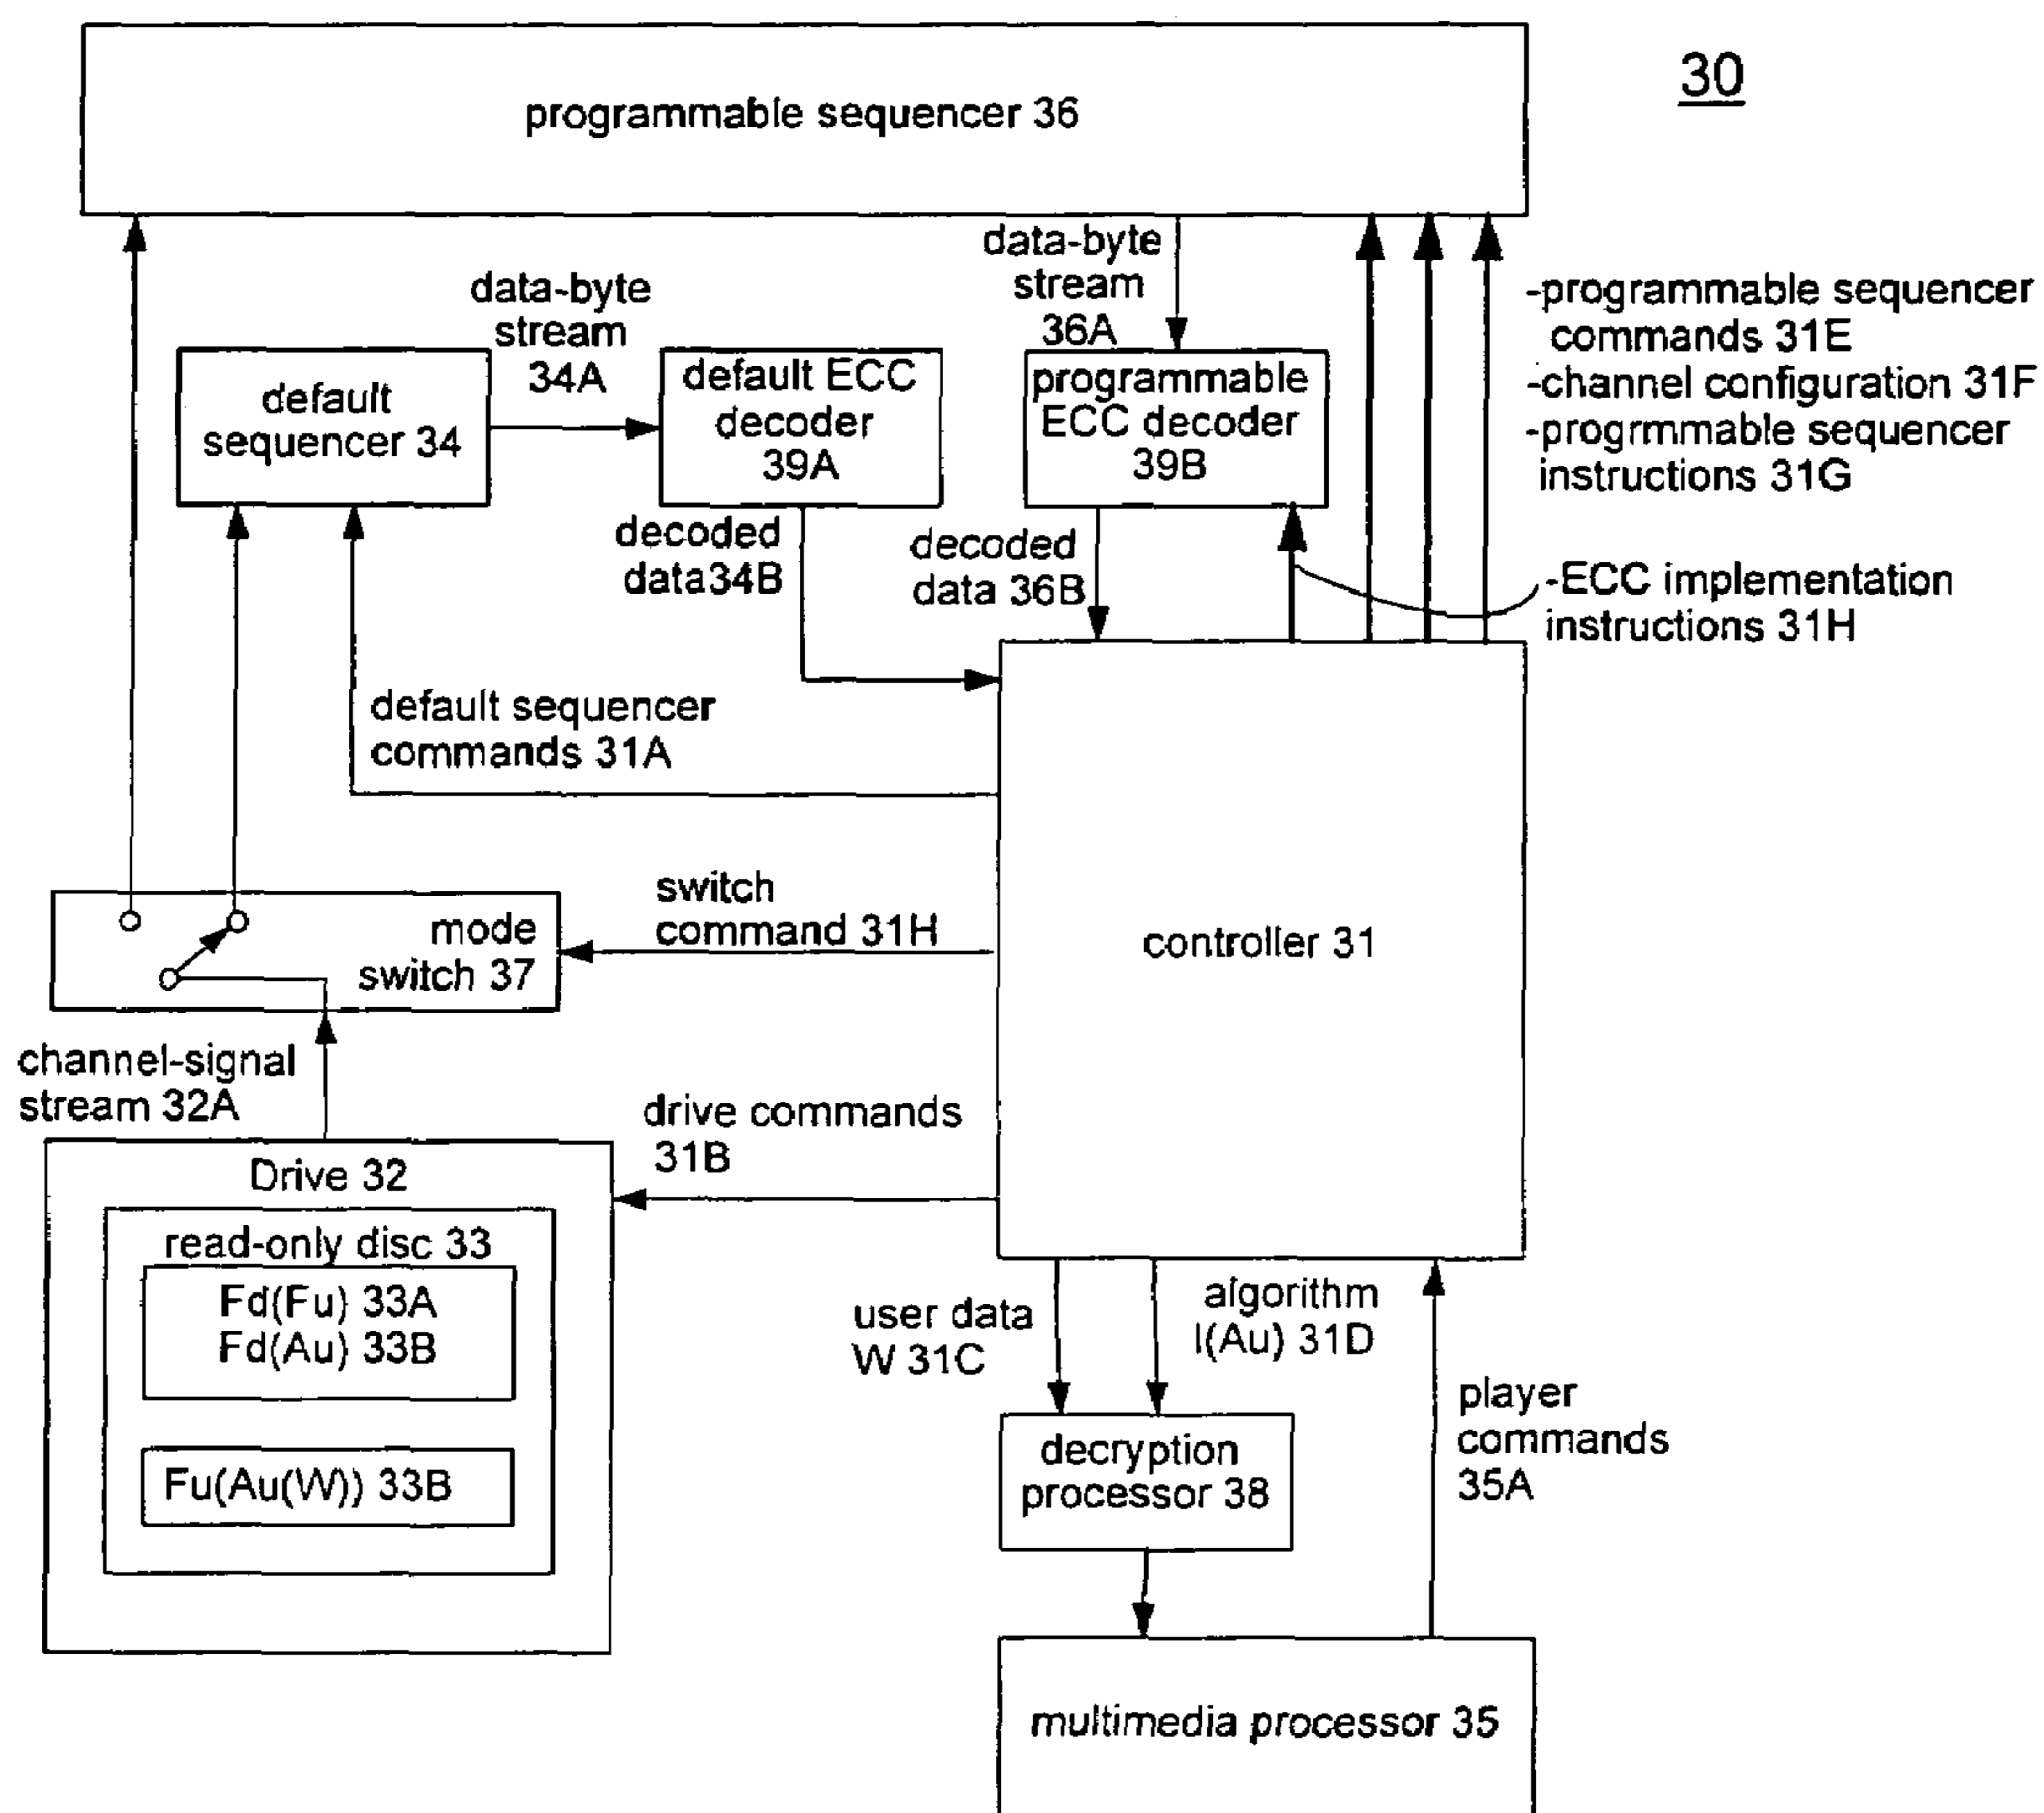 30
programmable sequencer 36
data-byte
stream
34A
data-byte
stream
36A
-programmable sequencer
commands 31E
-channel configuration 31F
-progrmmable sequencer
instructions 31G
default
sequencer 34
default ECC
decoder
39A
programmable
ECC decoder
39B
decoded
data34B
decoded
data 36B
-ECC implementation
instructions 31H
default sequencer
commands 31A
mode
switch 37
switch
command 31H
controller 31
channel-signal
stream 32A
drive commands
31B
Drive 32
read-only disc 33
Fd(Fu) 33A
Fd(Au) 33B
Fu(Au(W)) 33B
user data
W 31C
algorithm
I(Au) 31D
player
commands
35A
decryption
processor 38
multimedia processor 35